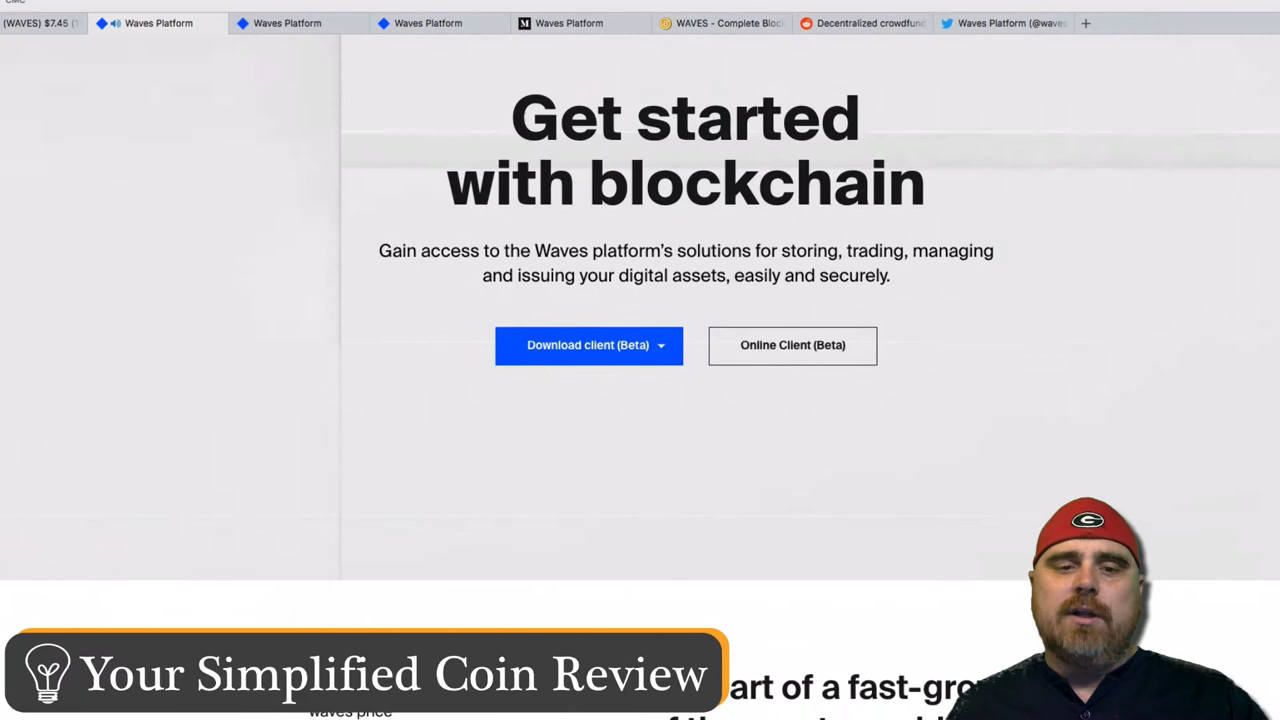 CMC
(WAVES) $7.45 (1
Waves Platform
Waves Platform
Waves Platform
Waves Platform
WAVES - Complete Bloc
Decentralized crowdfun
Waves Platform (@waves
Get started
with blockchain
Gain access to the Waves platform's solutions for storing, trading, managing
and issuing your digital assets, easily and securely.
Download client (Beta)
Online Client (Beta)
art of a fast-gro
waves price
Your Simplified Coin Review